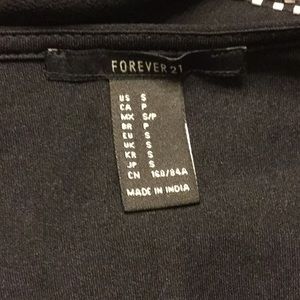 FOREVER 21
US S
CA P
MX S/P
BR P
EU S
UK S
KR S
JP S
CN 160/84A
MADE IN INDIA